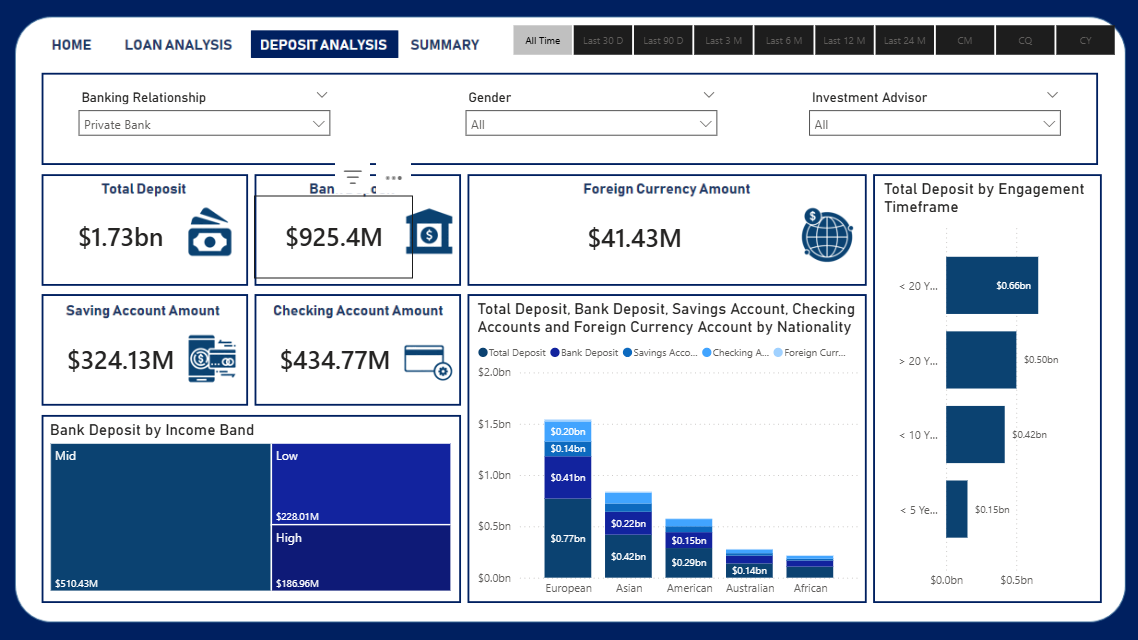 HOME LOAN ANALYSIS DEPOSIT ANALYSIS SUMMARY
All Time Last 30 D Last 90 D Last 3 M Last 6 M Last 12 M Last 24 M CM CQ CY
Banking Relationship
Private Bank
Gender
All
Investment Advisor
All
Total Deposit
$1.73bn
$925.4M
Foreign Currency Amount
$41.43M
Saving Account Amount
$324.13M
Checking Account Amount
$434.77M
Bank Deposit by Income Band
Mid
$510.43M
Low
$228.01M
High
$186.96M
Total Deposit, Bank Deposit, Savings Account, Checking
Accounts and Foreign Currency Account by Nationality
Total Deposit Bank Deposit Savings Acco... Checking A... Foreign Curr...
$2.0bn
$1.5bn
$1.0bn
$0.5bn
$0.0bn
$0.20bn
$0.14bn
$0.41bn
$0.77bn
$0.22bn
$0.42bn
$0.15bn
$0.29bn
$0.14bn
European Asian American Australian African
Total Deposit by Engagement
Timeframe
< 20 Y... $0.66bn
> 20 Y... $0.50bn
< 10 Y... $0.42bn
< 5 Ye... $0.15bn
$0.0bn $0.5bn